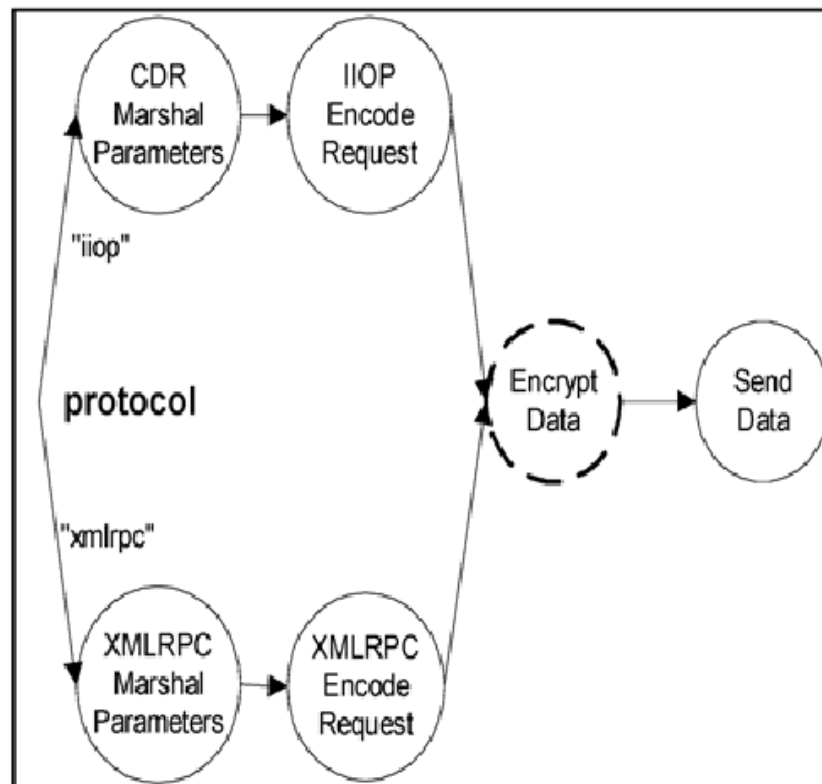 CDR
Marshal
Parameters
IIOP
Encode
Request
"iiop"
protocol
Encrypt
Data
Send
Data
"xmlrpc"
XMLRPC
Marshal
Parameters
XMLRPC
Encode
Request